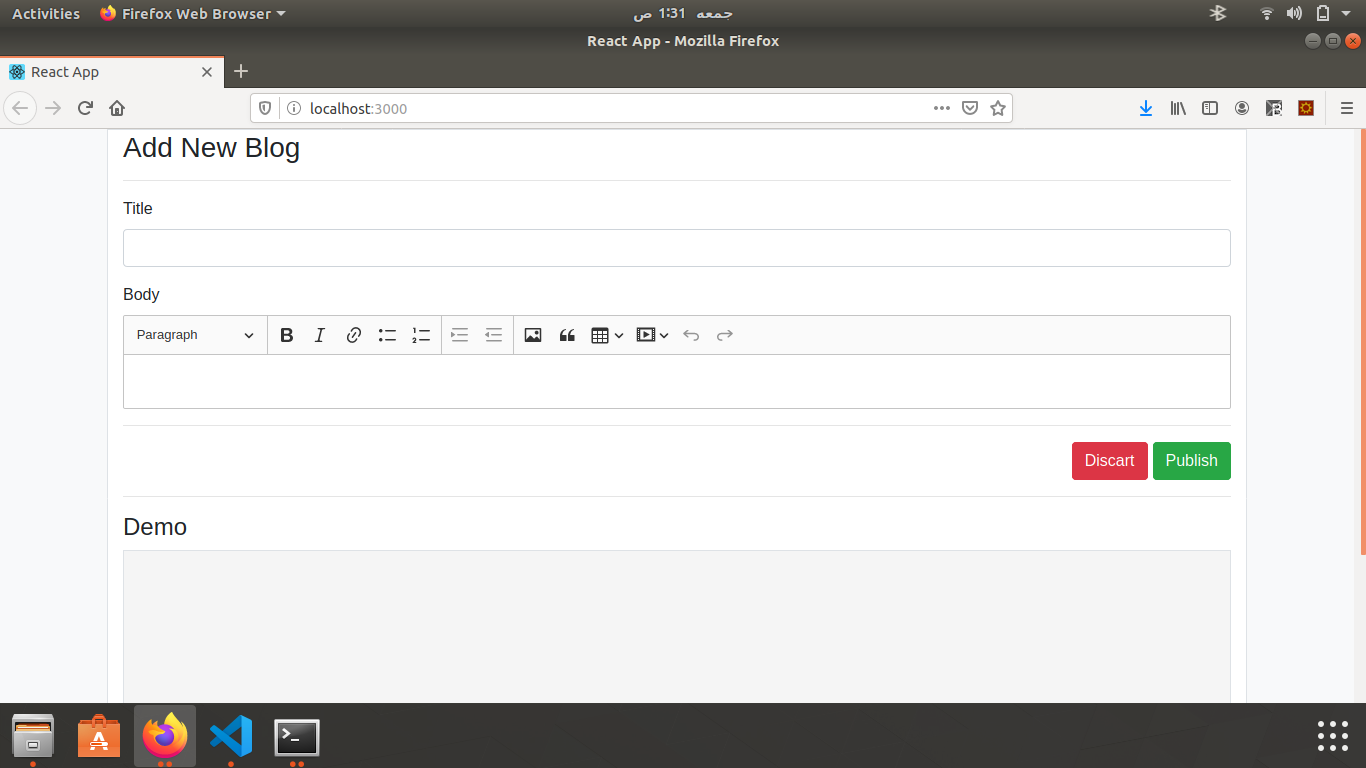 Activities Firefox Web Browser جمعه 1:31 ص
React App - Mozilla Firefox
React App
localhost:3000
Add New Blog
Title
Body
Paragraph
Discart Publish
Demo